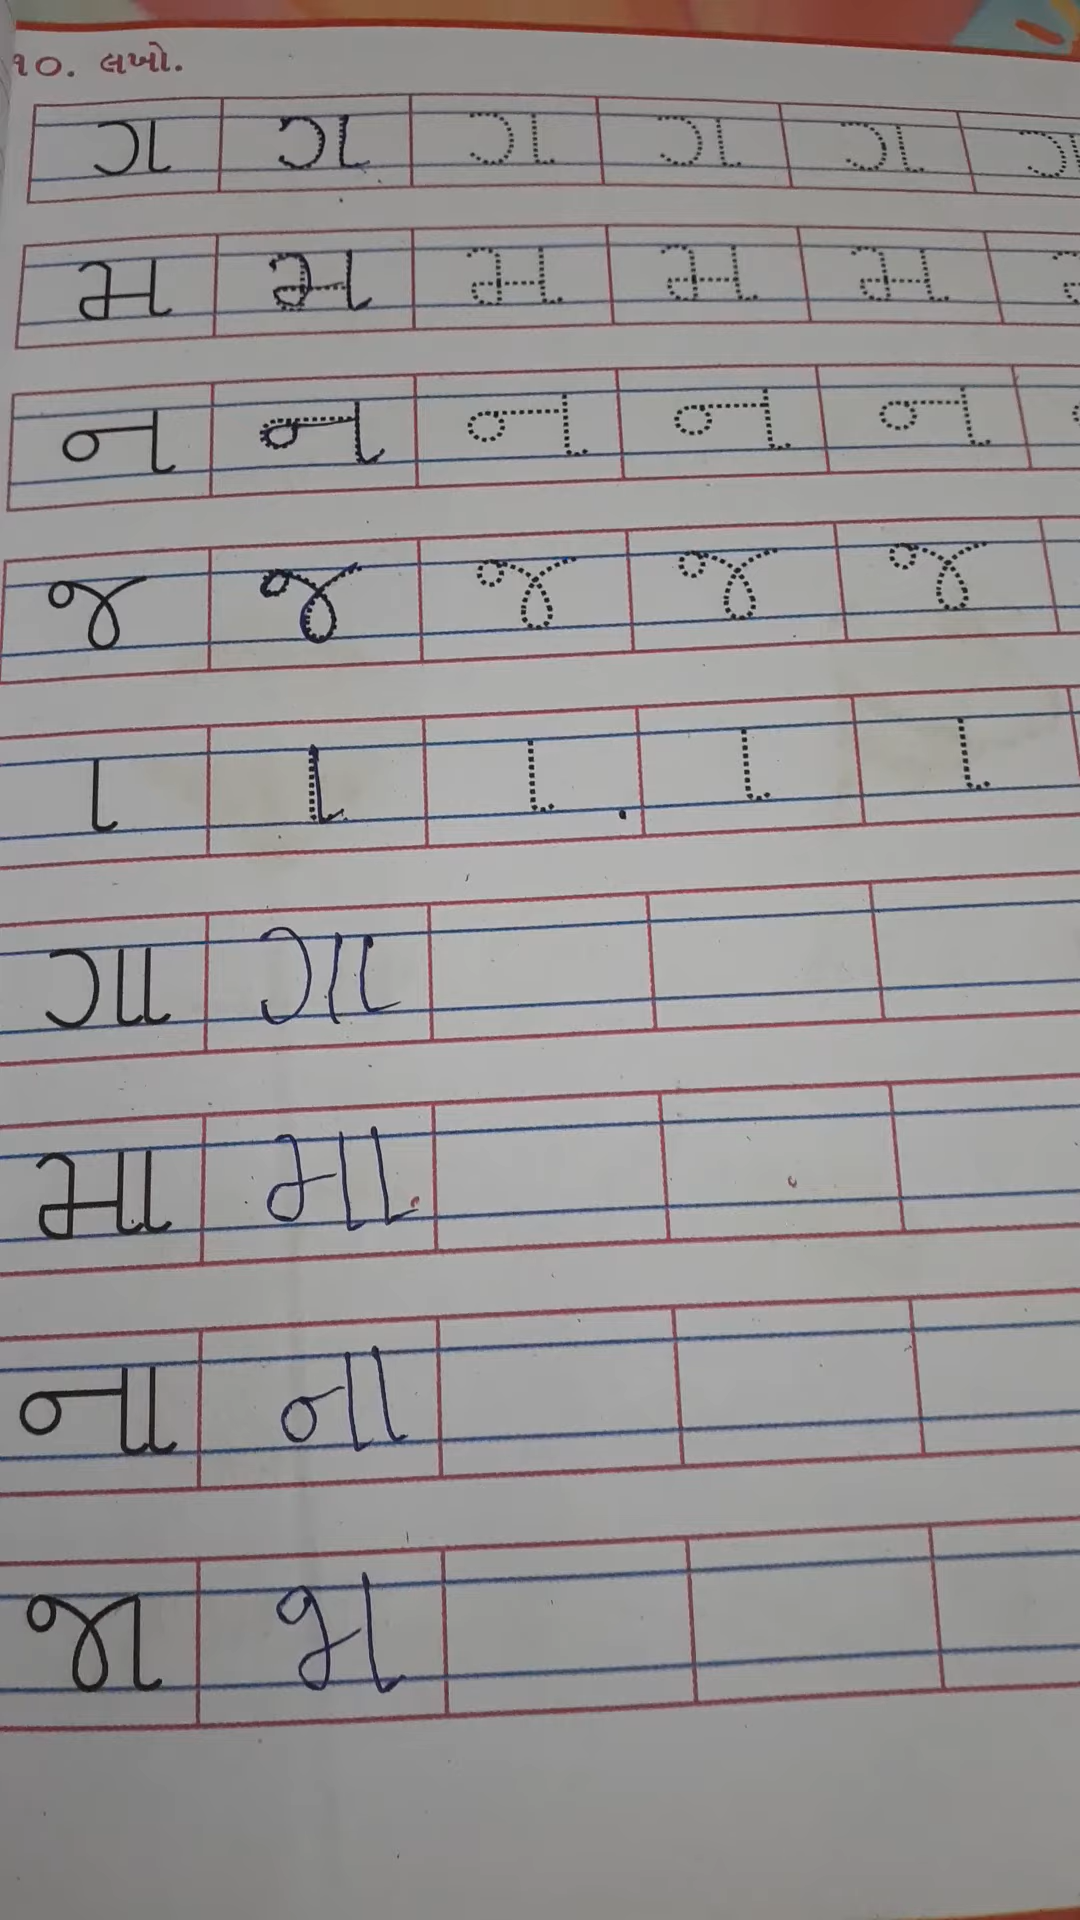 ૧૦. લખો.
ગ ગ ગ ગ ગ ગ
મ મ મ મ મ
ન ન ન ન ન
જ જ જ જ જ
ા ા ા ા ા
ગા ગા
મા મા
ના ના
જા મ